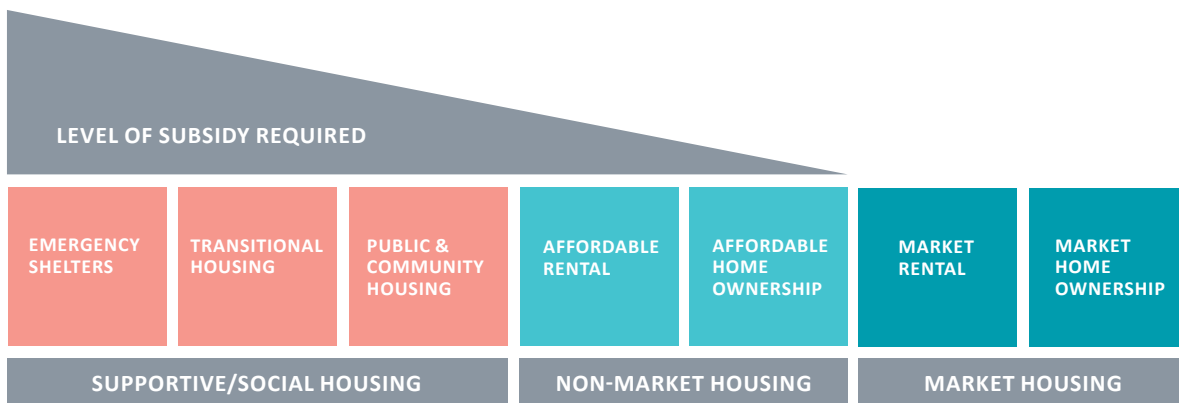 LEVEL OF SUBSIDY REQUIRED
EMERGENCY
SHELTERS
TRANSITIONAL
HOUSING
PUBLIC &
COMMUNITY
HOUSING
AFFORDABLE
RENTAL
AFFORDABLE
HOME
OWNERSHIP
MARKET
RENTAL
MARKET
HOME
OWNERSHIP
SUPPORTIVE/SOCIAL HOUSING
NON-MARKET HOUSING
MARKET HOUSING